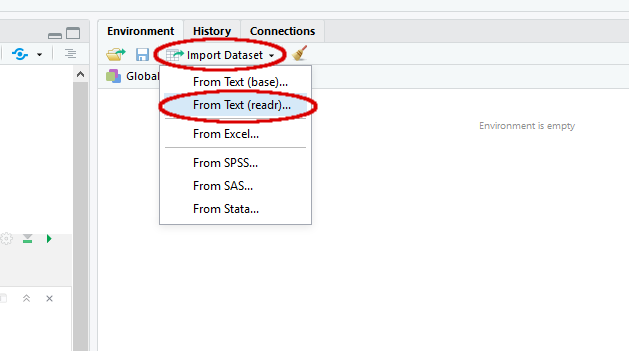 Environment History Connections
Import Dataset
Global
From Text (base)...
From Text (readr)...
From Excel...
From SPSS...
From SAS...
From Stata...
Environment is empty